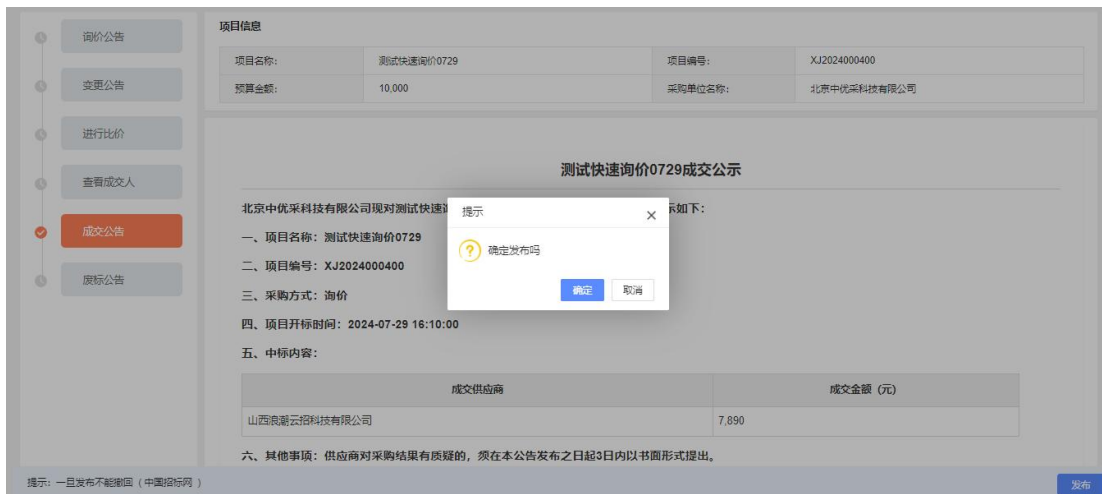 询价公告
变更公告
进行比价
查看成交人
成交公告
废标公告
项目信息
项目名称： 测试快速询价0729 项目编号： XJ2024000400
预算金额： 10,000 采购单位名称： 北京中优采科技有限公司
测试快速询价0729成交公示
北京中优采科技有限公司现对测试快速 示如下：
一、项目名称：测试快速询价0729
二、项目编号：XJ2024000400
三、采购方式：询价
四、项目开标时间：2024-07-29 16:10:00
五、中标内容：
成交供应商 成交金额（元）
山西浪潮云招科技有限公司 7,890
六、其他事项：供应商对采购结果有质疑的，须在本公告发布之日起3日内以书面形式提出。
提示
确定发布吗
确定 取消
提示：一旦发布不能撤回（中国招标网 ）
发布